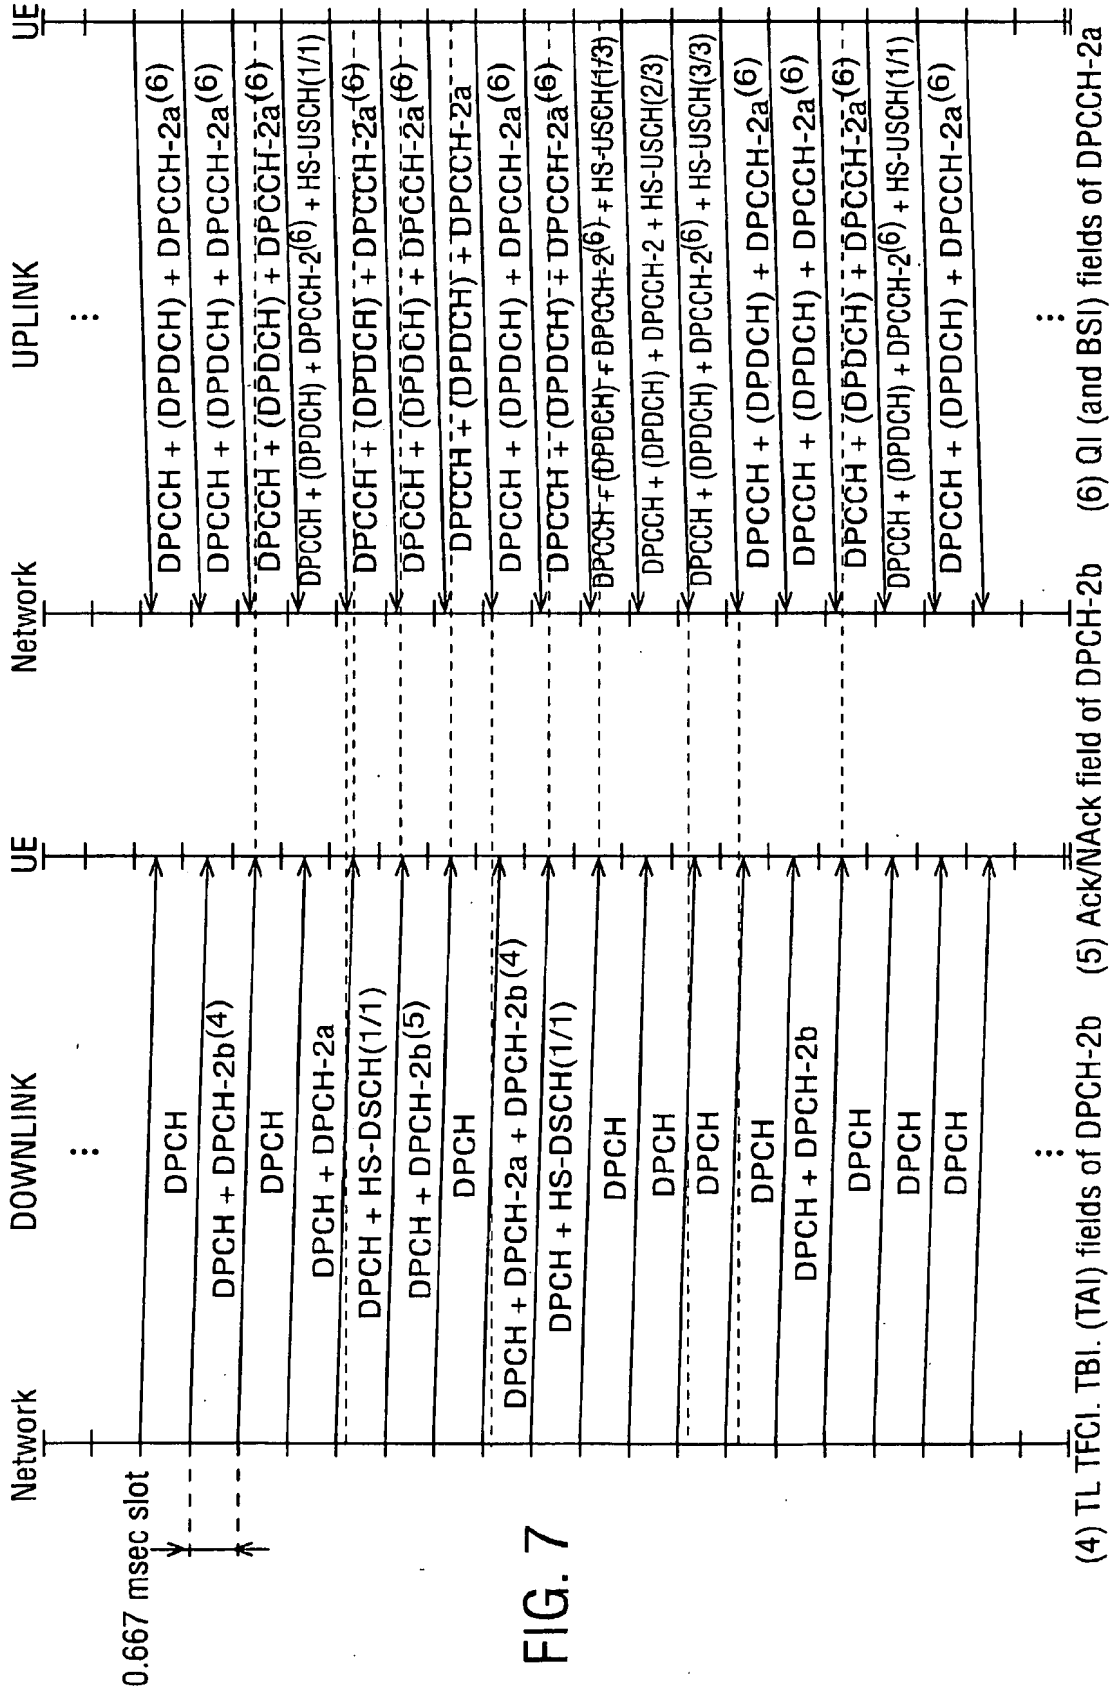 DOWNLINK
UPLINK
Network
UE
Network
UE
0.667 msec slot
DPCH
DPCH + DPCH-2b(4)
DPCH
DPCH + DPCH-2a
DPCH + HS-DSCH(1/1)
DPCH + DPCH-2b(5)
DPCH
DPCH + DPCH-2a + DPCH-2b(4)
DPCH + HS-DSCH(1/1)
DPCH
DPCH
DPCH
DPCH
DPCH + DPCH-2b
DPCH
DPCH
DPCH
DPCCH + (DPDCH) + DPCCH-2a(6)
DPCCH + (DPDCH) + DPCCH-2a(6)
DPCCH + (DPDCH) + DPCCH-2a(6)
DPCCH + (DPDCH) + DPCCH-2(6) + HS-USCH(1/1)
DPCCH + (DPDCH) + DPCCH-2a(6)
DPCCH + (DPDCH) + DPCCH-2a(6)
DPCCH + (DPDCH) + DPCCH-2a
DPCCH + (DPDCH) + DPCCH-2a(6)
DPCCH + (DPDCH) + DPCCH-2a(6)
DPCCH + (DPDCH) + DPCCH-2(6) + HS-USCH(1/3)
DPCCH + (DPDCH) + DPCCH-2 + HS-USCH(2/3)
DPCCH + (DPDCH) + DPCCH-2(6) + HS-USCH(3/3)
DPCCH + (DPDCH) + DPCCH-2a(6)
DPCCH + (DPDCH) + DPCCH-2a(6)
DPCCH + (DPDCH) + DPCCH-2a(6)
DPCCH + (DPDCH) + DPCCH-2(6) + HS-USCH(1/1)
DPCCH + (DPDCH) + DPCCH-2a(6)
FIG. 7
(4) TI, TFCI. TBI. (TAI) fields of DPCH-2b (5) Ack/NAck field of DPCH-2b (6) QI (and BSI) fields of DPCCH-2a